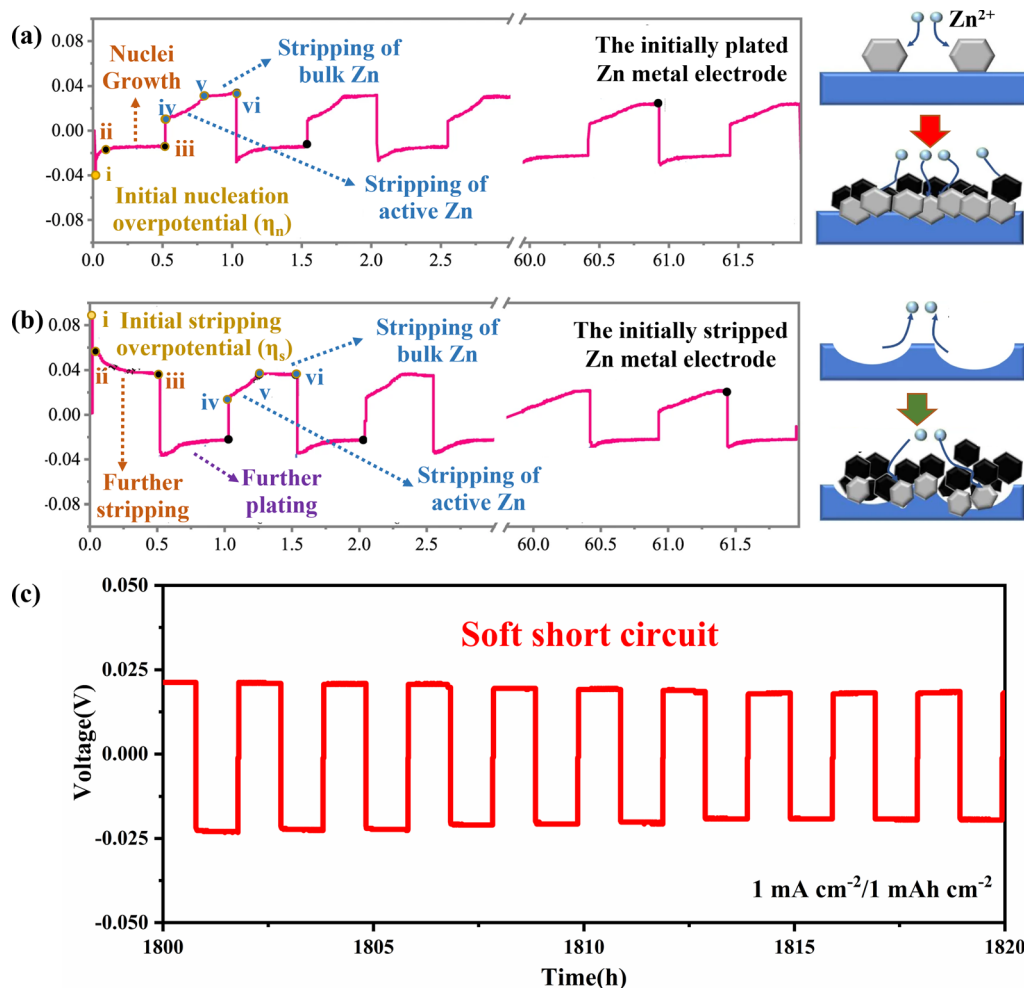 (a)
0.08
0.04
0.00
-0.04
-0.08
Nuclei
Growth
i
ii
iii
iv
v
vi
Stripping of
bulk Zn
Stripping of
active Zn
Initial nucleation
overpotential (ηn)
The initially plated
Zn metal electrode
Zn²⁺
0.0 0.5 1.0 1.5 2.0 2.5 60.0 60.5 61.0 61.5
(b)
0.08
0.04
0.00
-0.04
-0.08
i
ii
iii
iv
v
vi
Initial stripping
overpotential (ηs)
Stripping of
bulk Zn
The initially stripped
Zn metal electrode
Further
stripping
Further
plating
Stripping of
active Zn
0.0 0.5 1.0 1.5 2.0 2.5 60.0 60.5 61.0 61.5
(c)
0.050
0.025
0.000
-0.025
-0.050
Voltage(V)
Soft short circuit
1 mA cm⁻²/1 mAh cm⁻²
1800 1805 1810 1815 1820
Time(h)